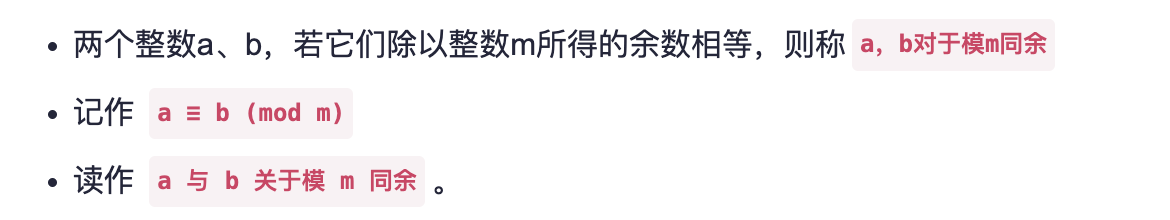 • 两个整数a、b，若它们除以整数m所得的余数相等，则称 a，b对于模m同余
• 记作 a ≡ b (mod m)
• 读作 a 与 b 关于模 m 同余 。